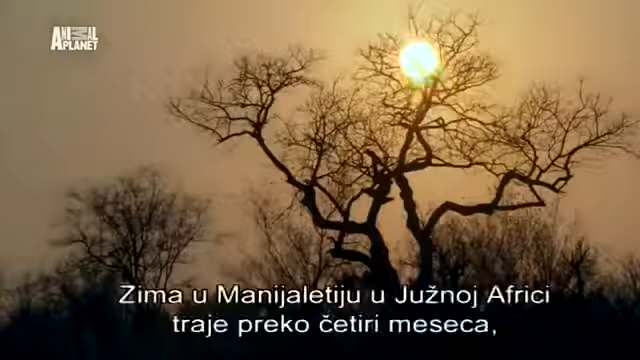 ANIMAL
PLANET
Zima u Manijaletiju u Južnoj Africi
traje preko četiri meseca,